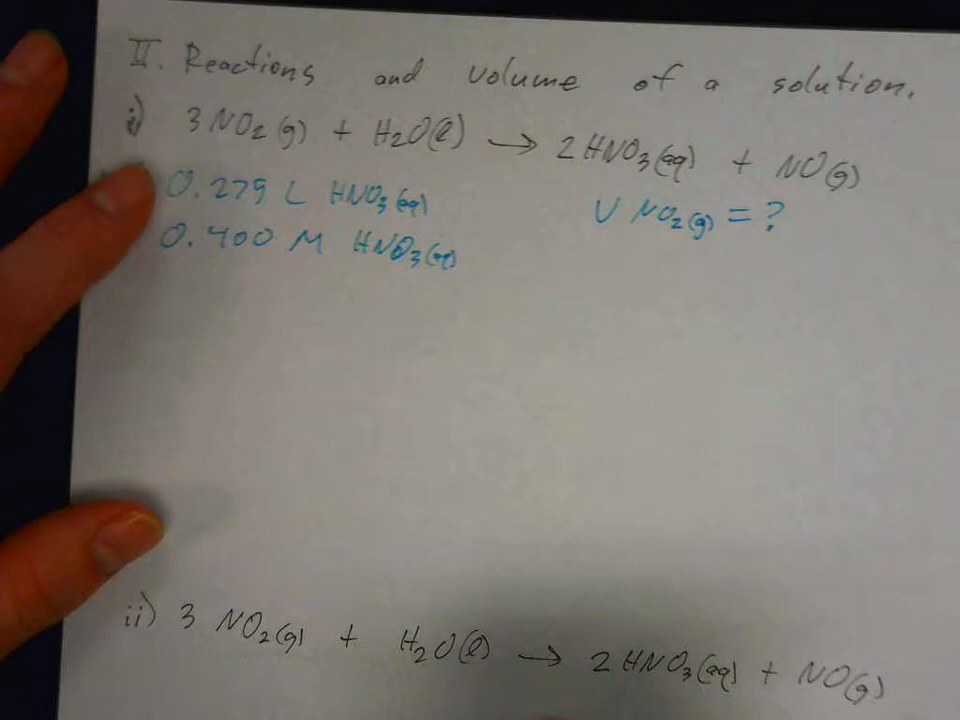 II. Reactions and volume of a solution.
i) 3 NO2(g) + H2O(l) → 2 HNO3(aq) + NO(g)
0.279 L HNO3(aq) V NO2(g) = ?
0.400 M HNO3(aq)
ii) 3 NO2(g) + H2O(l) → 2 HNO3(aq) + NO(g)